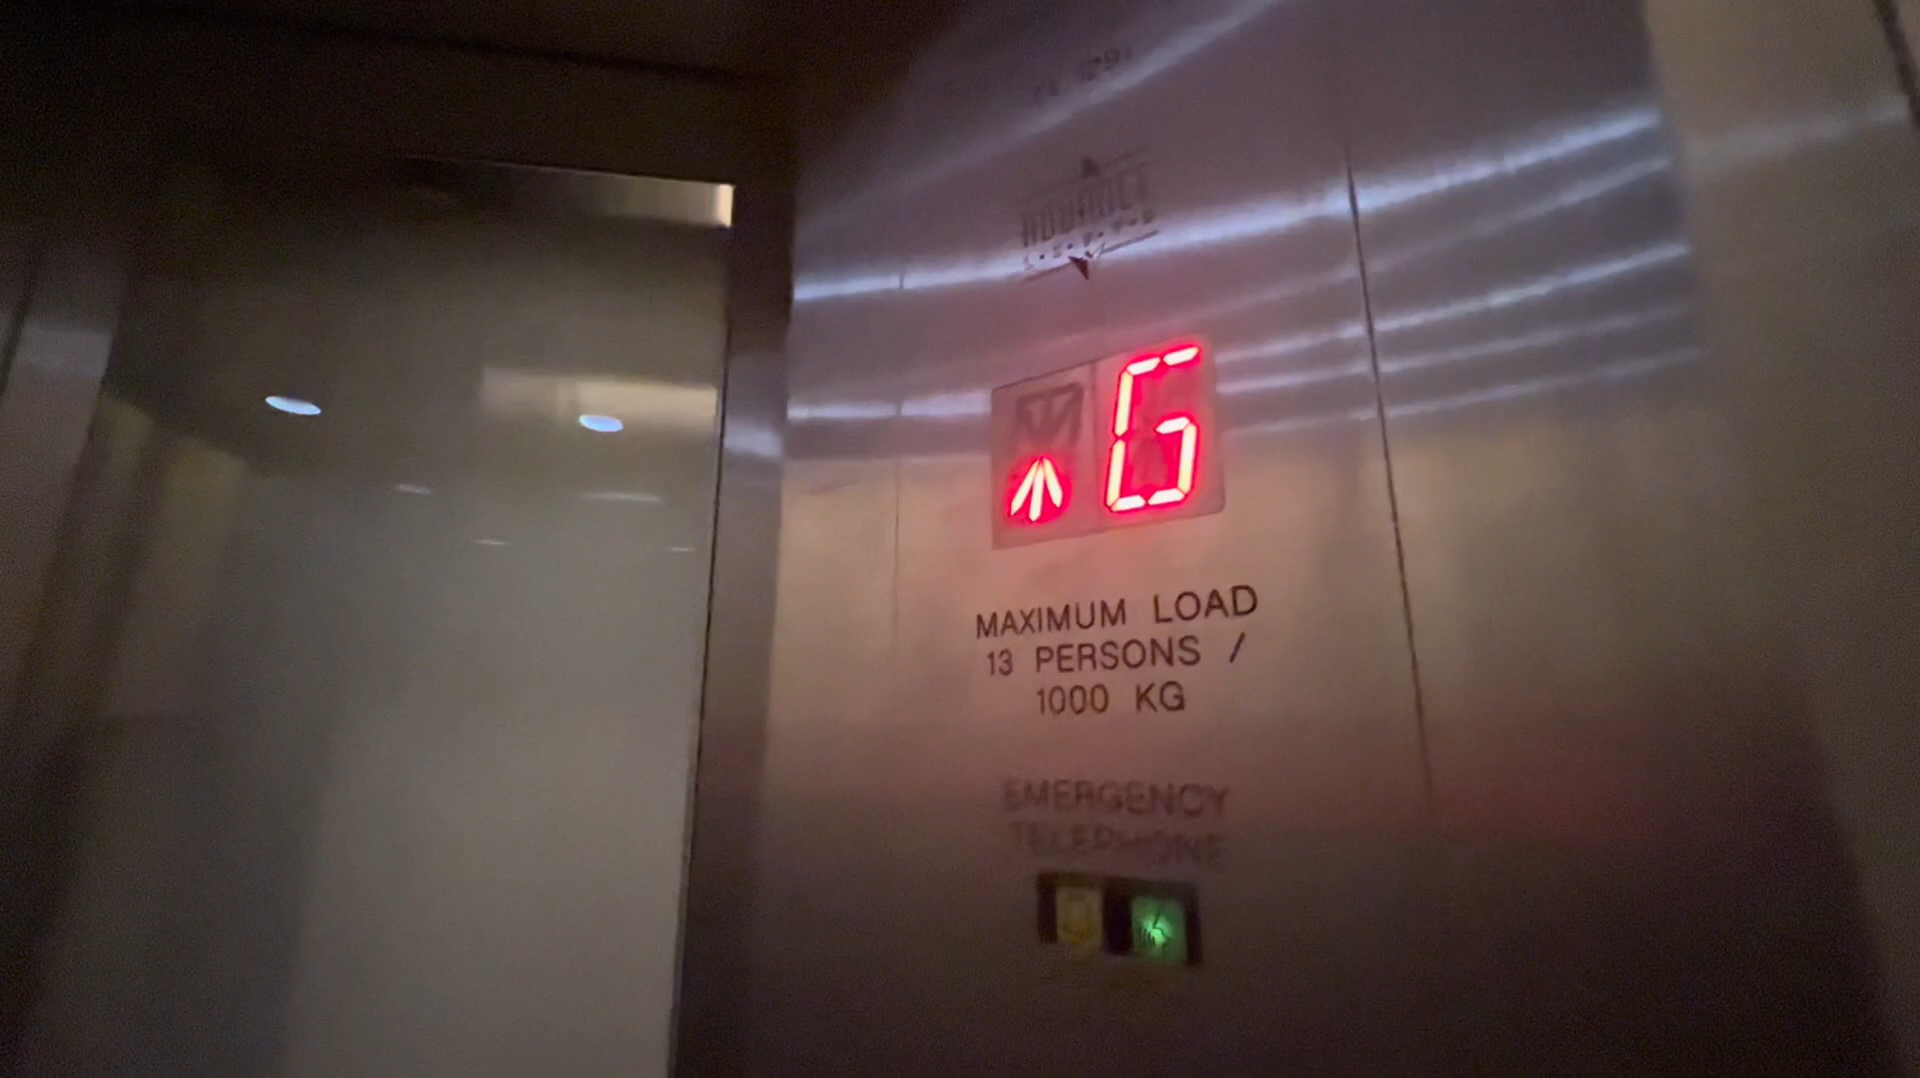 G
MAXIMUM LOAD
13 PERSONS /
1000 KG
EMERGENCY
TELEPHONE